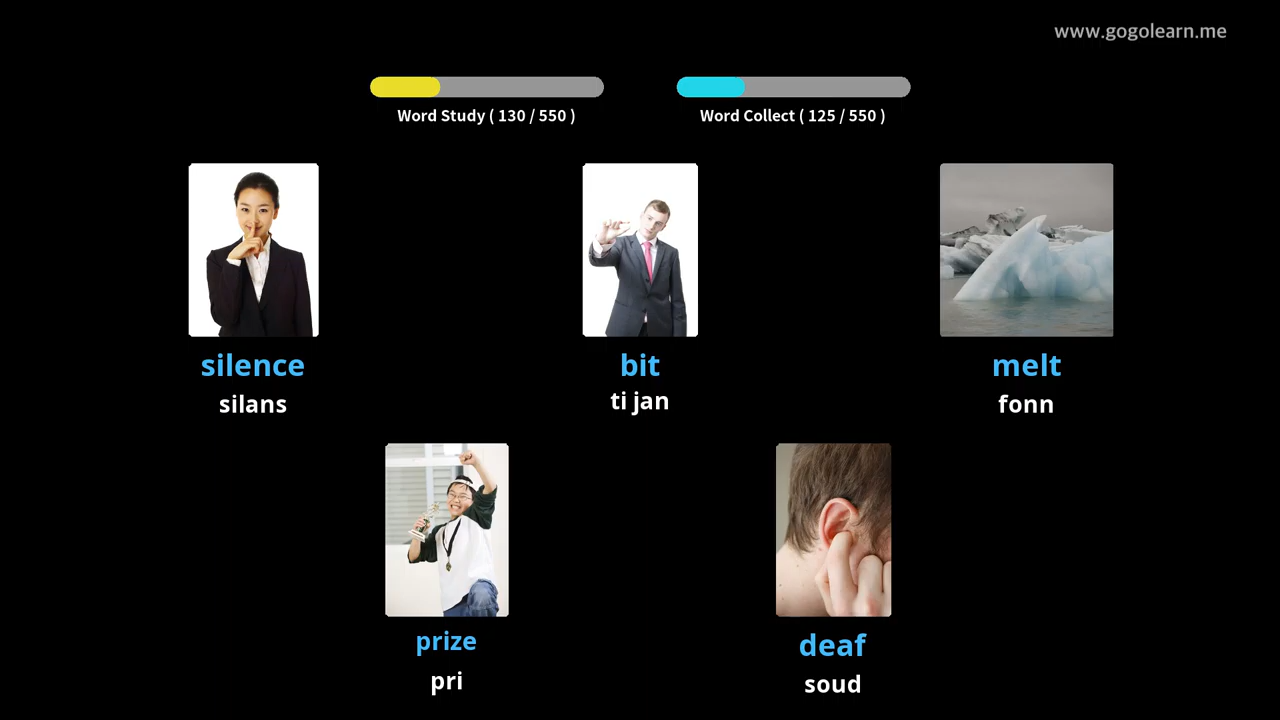 www.gogolearn.me
Word Study ( 130 / 550 )
Word Collect ( 125 / 550 )
silence
silans
bit
ti jan
melt
fonn
prize
pri
deaf
soud